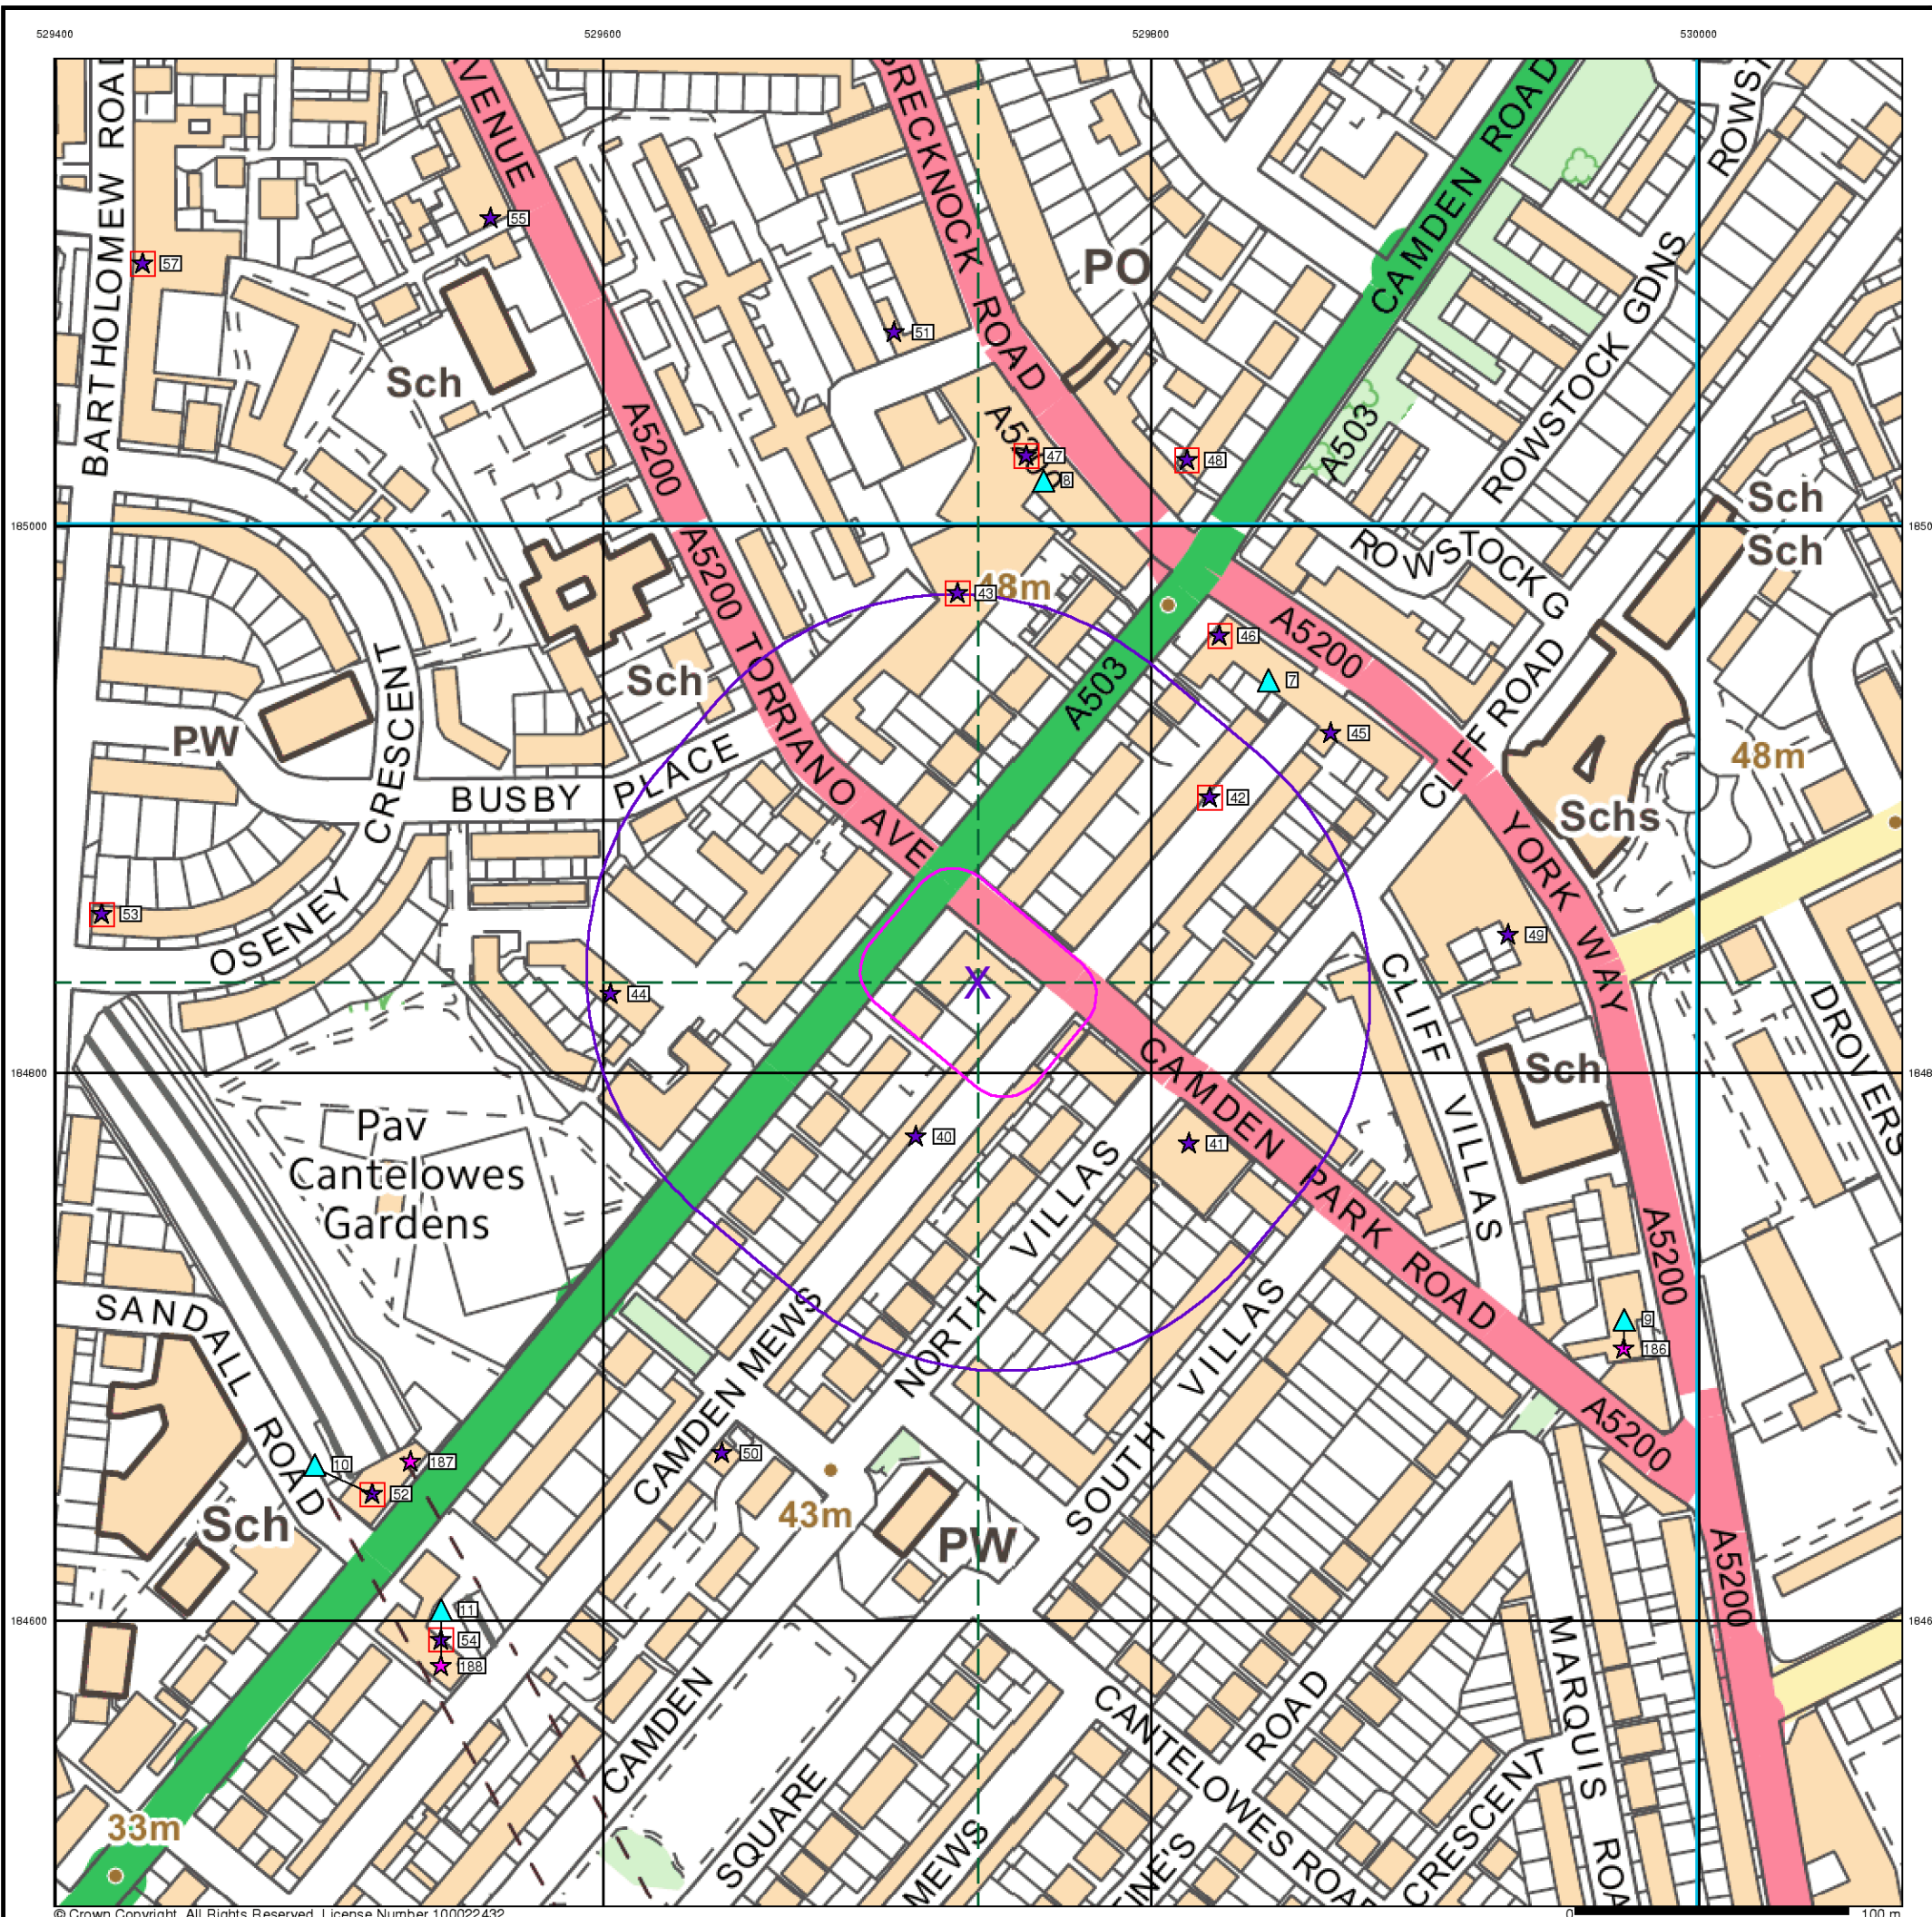 529400
529600
529800
530000
185000
184800
184600
BARTHOLOMEW ROAD
AVENUE
BRECKNOCK
ROAD
CAMDEN ROAD
ROWST
PO
55
57
51
Sch
A5200
47
8
48
A503
ROWSTOCK GDNS
Sch
Sch
A5200
TORRIANO AVE
43
48m
46
7
45
42
A5200
ROWSTOCK G
CLIFF ROAD
48m
Schs
Sch
PW
CRESCENT
BUSBY PLACE
A503
YORK WAY
53
OSENEY
44
X
49
CLIFF VILLAS
DROVERS
Sch
Pav
Cantelowes
Gardens
40
41
CAMDEN PARK ROAD
NORTH VILLAS
SOUTH VILLAS
A5200
9
186
A5200
SANDALL ROAD
CAMDEN MEWS
10
187
52
50
43m
PW
Sch
A5200
11
54
188
CAMDEN
SQUARE
MEWS
CANTELOWES ROAD
ROAD
CRESCENT
MARQUIS ROA
33m
© Crown Copyright. All Rights Reserved. License Number 100022432
0
100 m